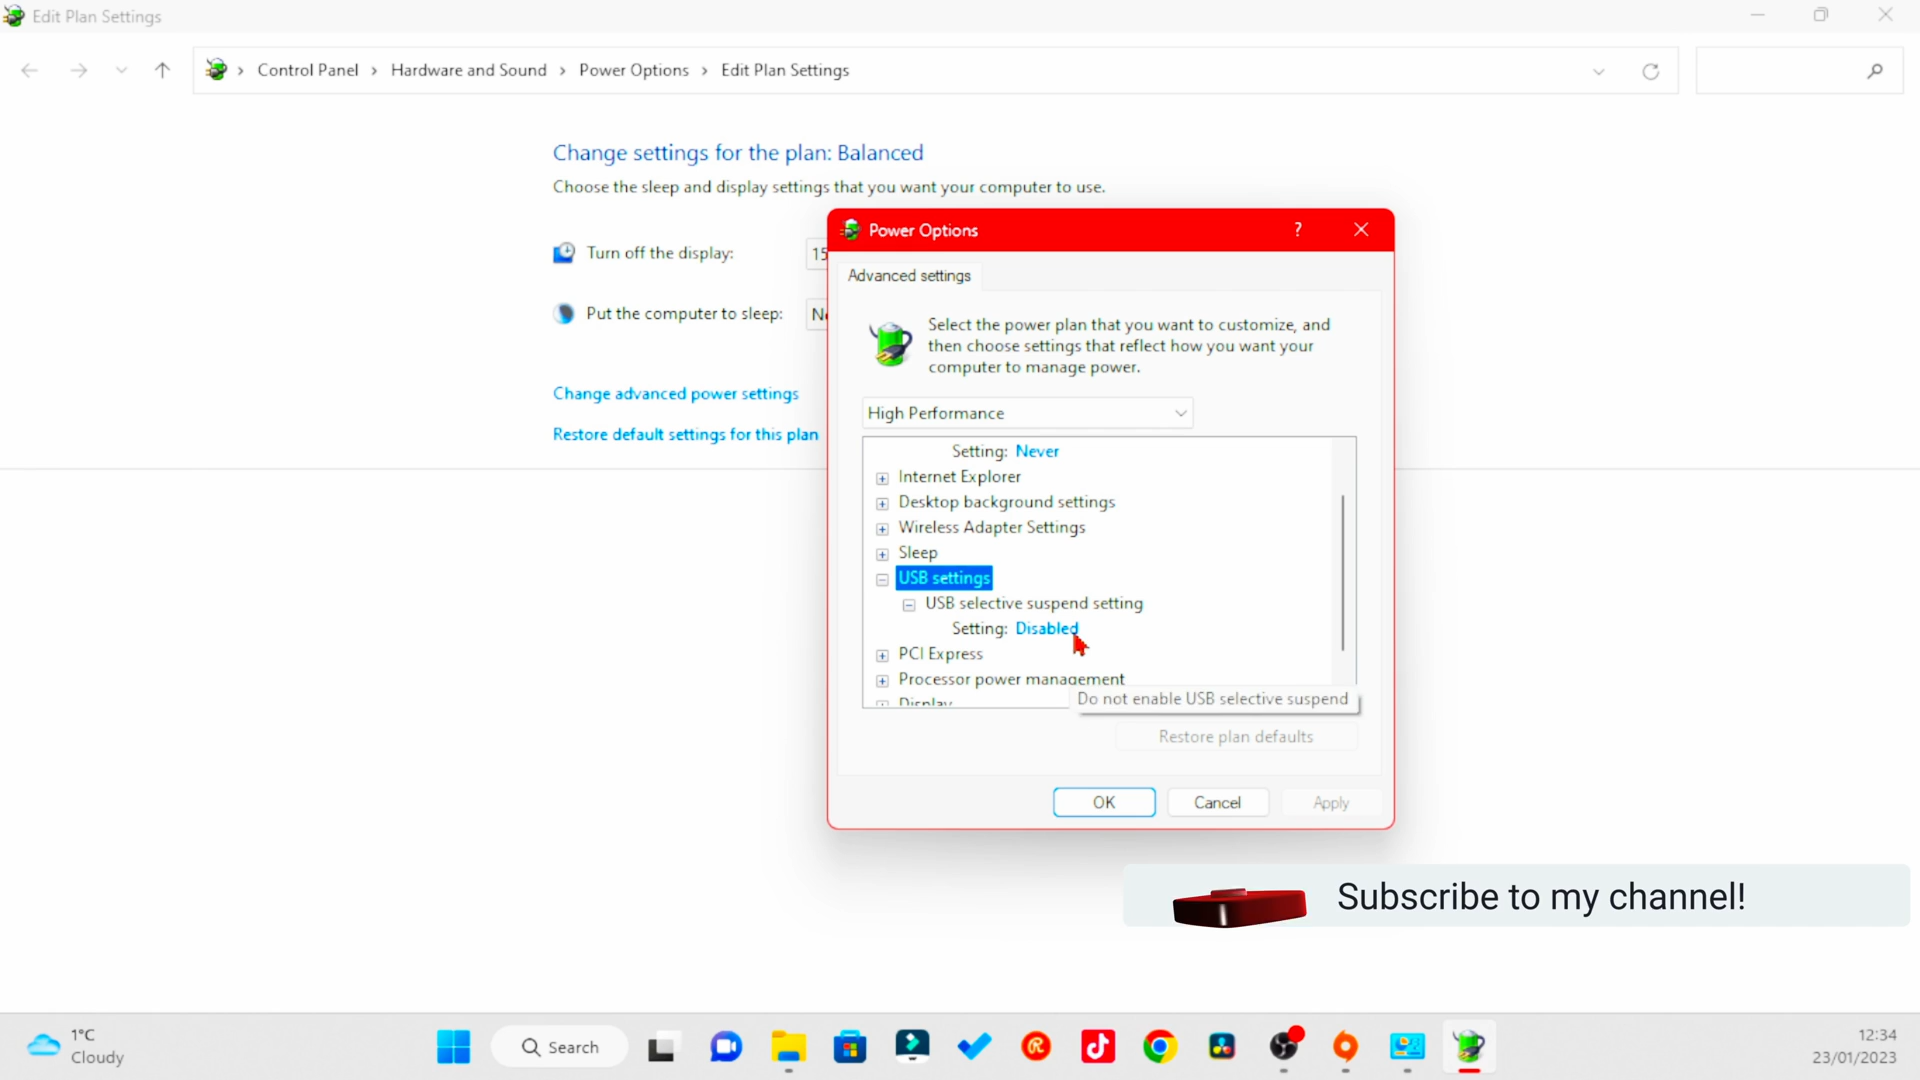 Edit Plan Settings
Control Panel > Hardware and Sound > Power Options > Edit Plan Settings
Change settings for the plan: Balanced
Choose the sleep and display settings that you want your computer to use.
Turn off the display:
15
Put the computer to sleep:
Change advanced power settings
Restore default settings for this plan
Power Options
?
Advanced settings
Select the power plan that you want to customize, and
then choose settings that reflect how you want your
computer to manage power.
High Performance
Setting: Never
Internet Explorer
Desktop background settings
Wireless Adapter Settings
Sleep
USB settings
USB selective suspend setting
Setting: Disabled
PCI Express
Processor power management
Display
Do not enable USB selective suspend
Restore plan defaults
OK
Cancel
Apply
Subscribe to my channel!
1°C
Cloudy
Search
12:34
23/01/2023